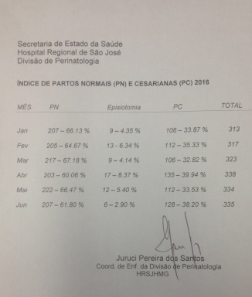 Secretaria de Estado da Saúde
Hospital Regional de São José
Divisão de Perinatologia
ÍNDICE DE PARTOS NORMAIS (PN) E CESARIANAS (PC) 2016
MÊS PN Episiotomia PC TOTAL
Jan 207 – 66.13 % 9 – 4.35 % 106 – 33.87 % 313
Fev 205 – 64.67 % 13 – 6.34 % 112 – 35.33 % 317
Mar 217 – 67.18 % 9 – 4.14 % 106 – 32.82 % 323
Abr 203 – 60.06 % 17 – 8.37 % 135 – 39.94 % 338
Mai 222 – 66.47 % 12 – 5.40 % 112 – 33.53 % 334
Jun 207 – 61.80 % 6 – 2.90 % 128 – 38.20 % 335
Juruci Pereira dos Santos
Coord. de Enf. da Divisão de Perinatologia
HRSJHMG